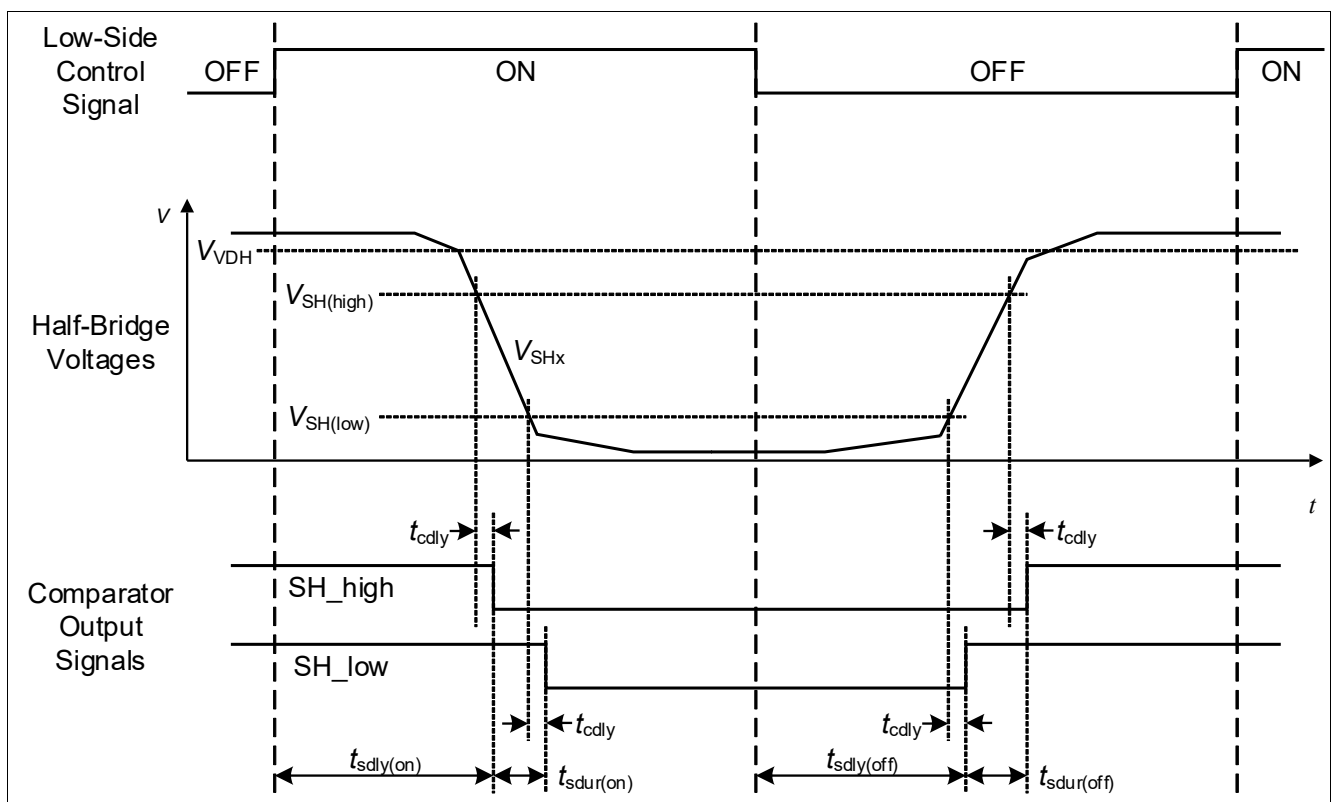 Low-Side
Control
Signal
OFF
ON
OFF
ON
V
VVDH
VSH(high)
Half-Bridge
Voltages
VSHx
VSH(low)
t
tcdly
tcdly
SH_high
Comparator
Output
Signals
SH_low
tcdly
tcdly
tsdly(on)
tsdur(on)
tsdly(off)
tsdur(off)